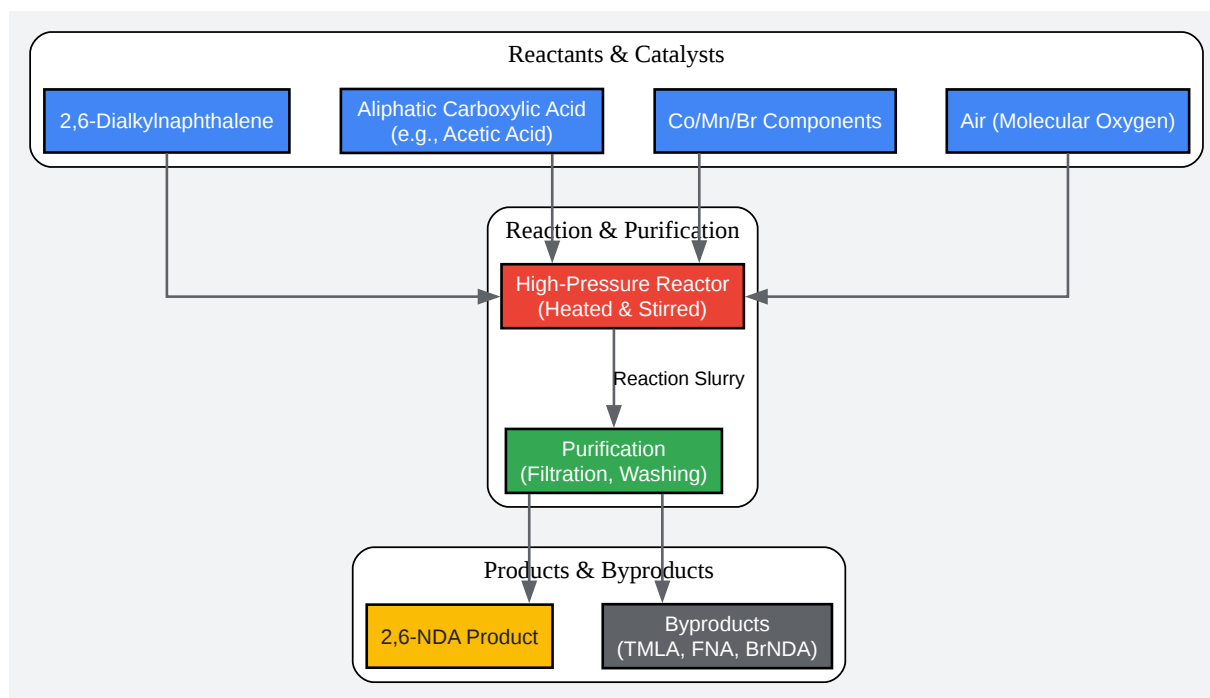 Reactants & Catalysts
2,6-Dialkylnaphthalene
Aliphatic Carboxylic Acid
(e.g., Acetic Acid)
Co/Mn/Br Components
Air (Molecular Oxygen)
Reaction & Purification
High-Pressure Reactor
(Heated & Stirred)
Reaction Slurry
Purification
(Filtration, Washing)
Products & Byproducts
2,6-NDA Product
Byproducts
(TMLA, FNA, BrNDA)